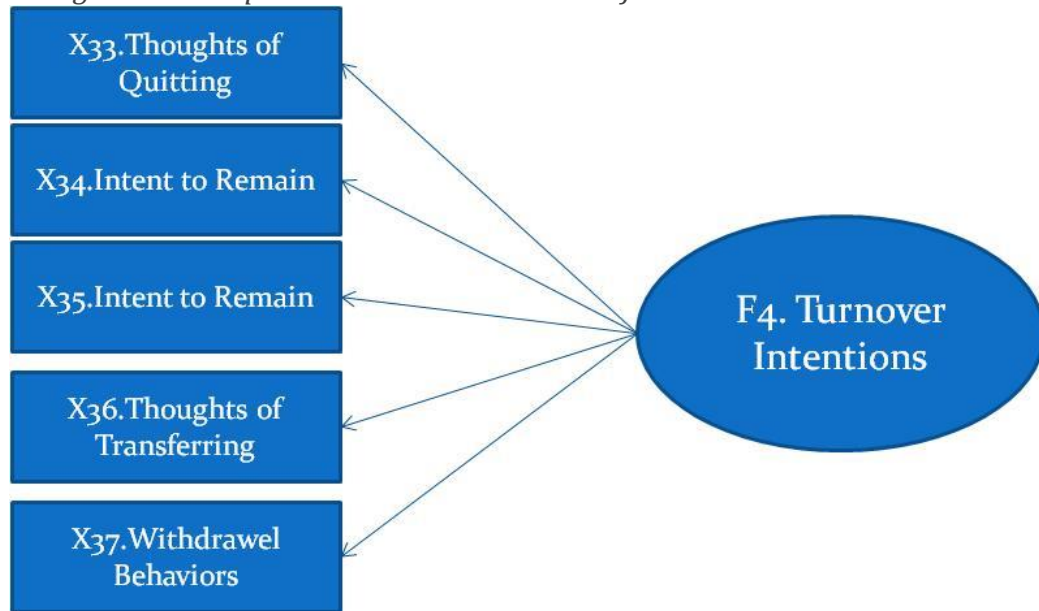 X33.Thoughts of
Quitting
X34.Intent to Remain
X35.Intent to Remain
X36.Thoughts of
Transferring
X37.Withdrawel
Behaviors
F4. Turnover
Intentions